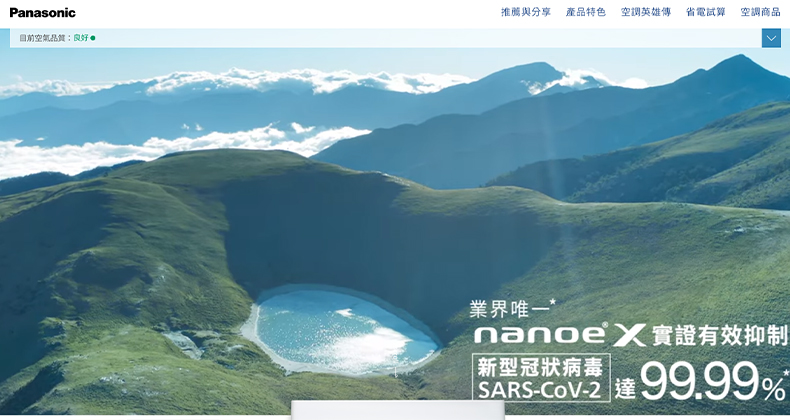 Panasonic
推薦與分享 產品特色 空調英雄傳 省電試算 空調商品
目前空氣品質：良好
業界唯一*
nanoe® X 實證有效抑制
新型冠狀病毒
SARS-CoV-2 達99.99%*